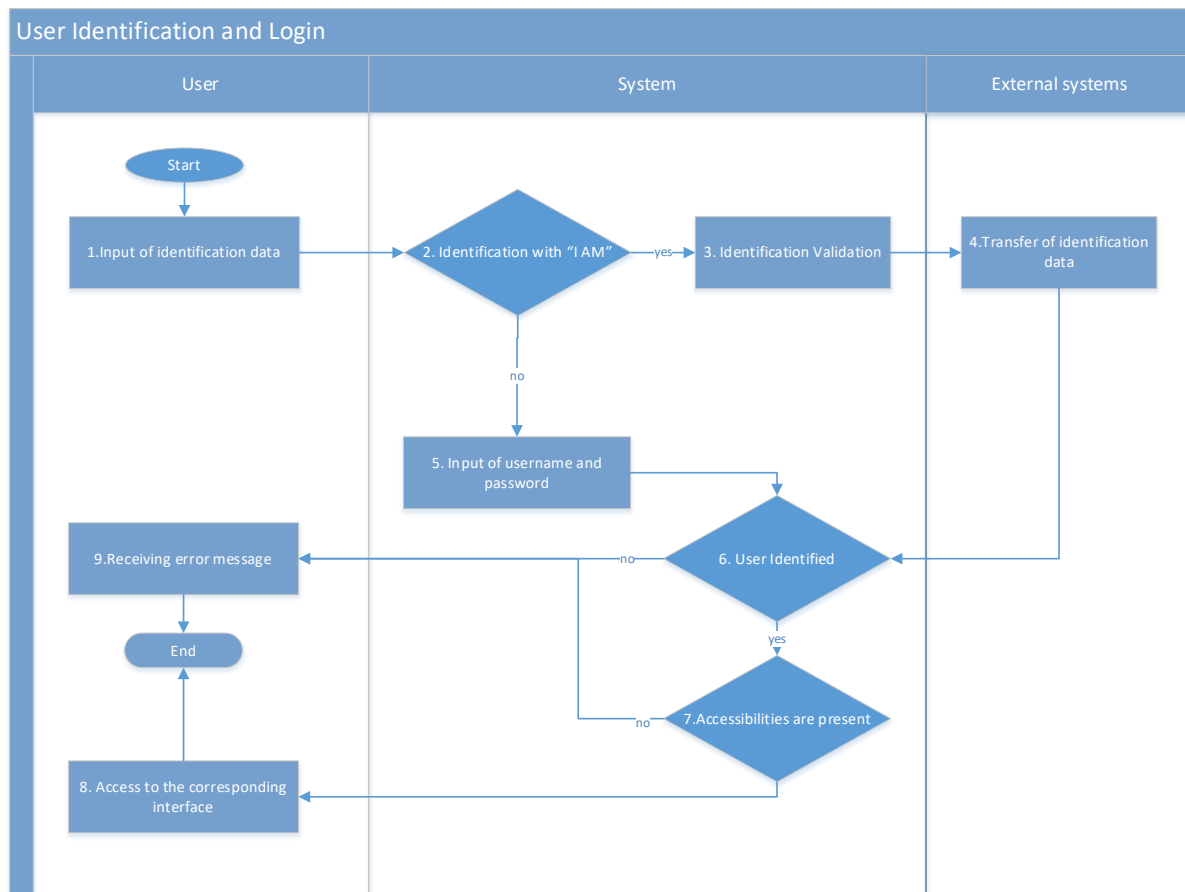 User Identification and Login
User
System
External systems
Start
1.Input of identification data
2. Identification with “I AM”
yes
3. Identification Validation
4.Transfer of identification
data
no
5. Input of username and
password
9.Receiving error message
no
6. User Identified
End
yes
no
7.Accessibilities are present
8. Access to the corresponding
interface